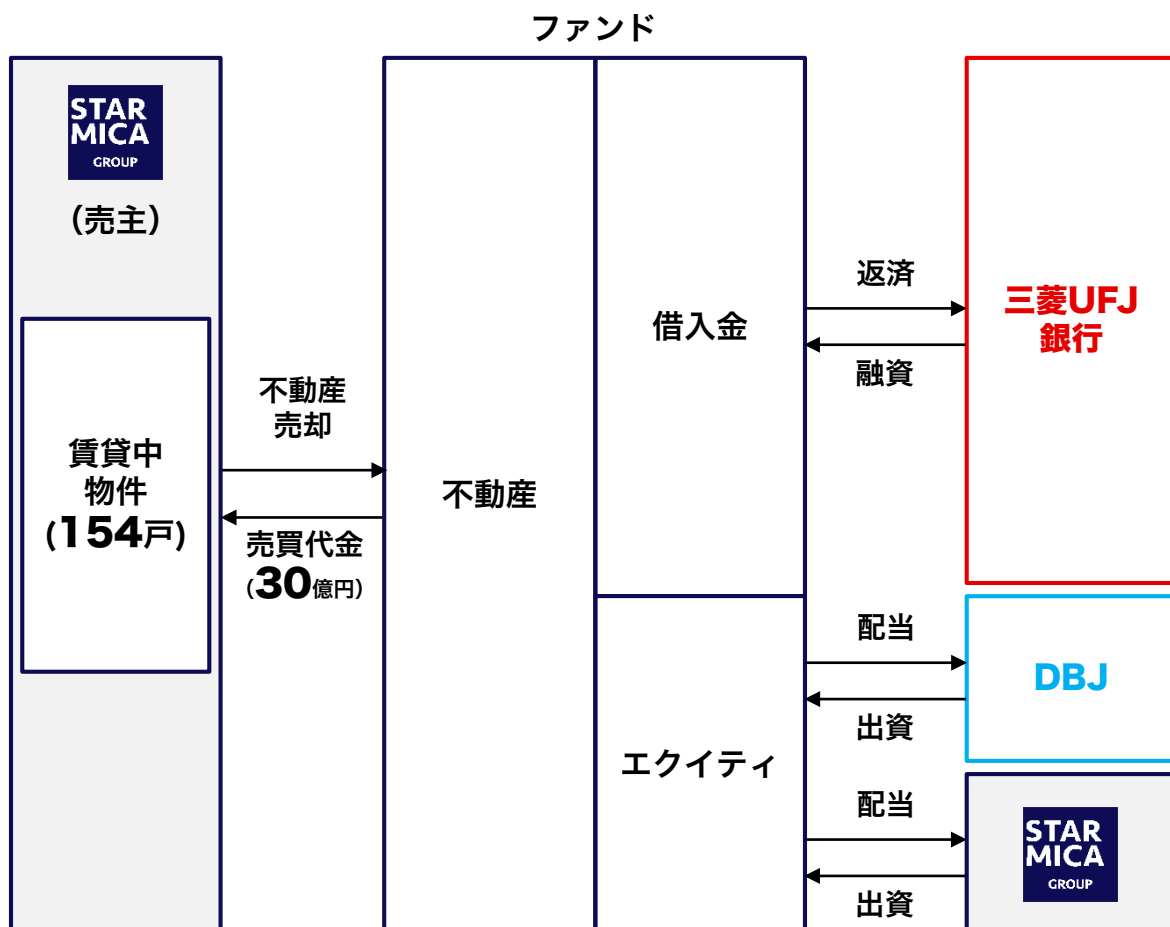 ファンド
STAR
MICA
GROUP
(売主)
賃貸中
物件
(154戸)
不動産
売却
売買代金
(30億円)
不動産
借入金
エクイティ
返済
融資
三菱UFJ
銀行
配当
出資
DBJ
配当
出資
STAR
MICA
GROUP